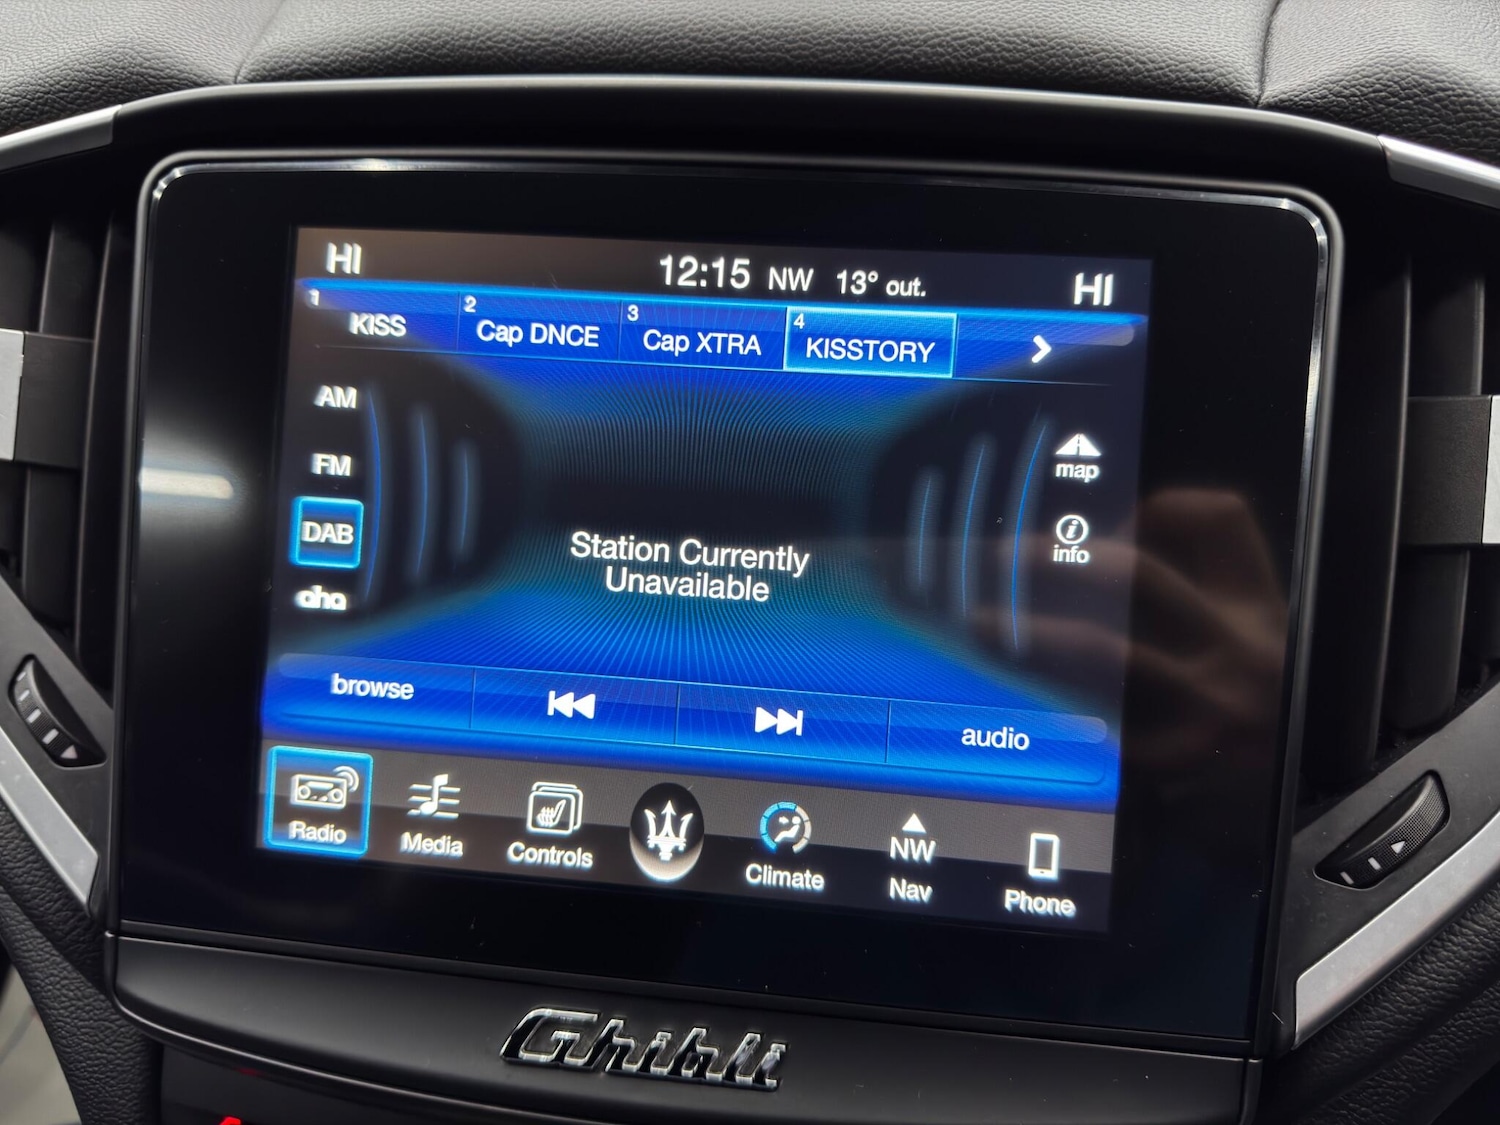 HI 12:15 NW 13° out. HI
1 KISS 2 Cap DNCE 3 Cap XTRA 4 KISSTORY
AM
FM
DAB
aha
map
info
Station Currently
Unavailable
browse audio
Radio Media Controls Climate NW Nav Phone
Ghibli